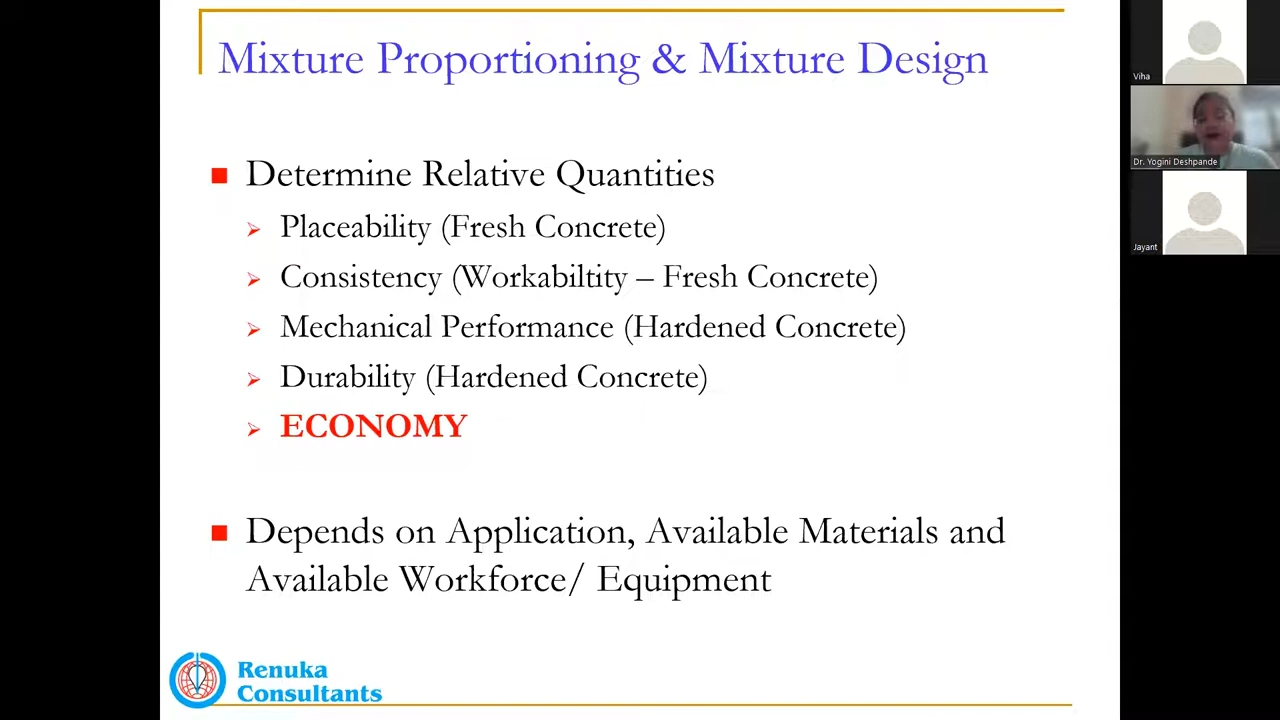 Mixture Proportioning & Mixture Design
Determine Relative Quantities
Placeability (Fresh Concrete)
Consistency (Workabiltity – Fresh Concrete)
Mechanical Performance (Hardened Concrete)
Durability (Hardened Concrete)
ECONOMY
Depends on Application, Available Materials and
Available Workforce/ Equipment
Renuka
Consultants
Viha
Dr. Yogini Deshpande
Jayant